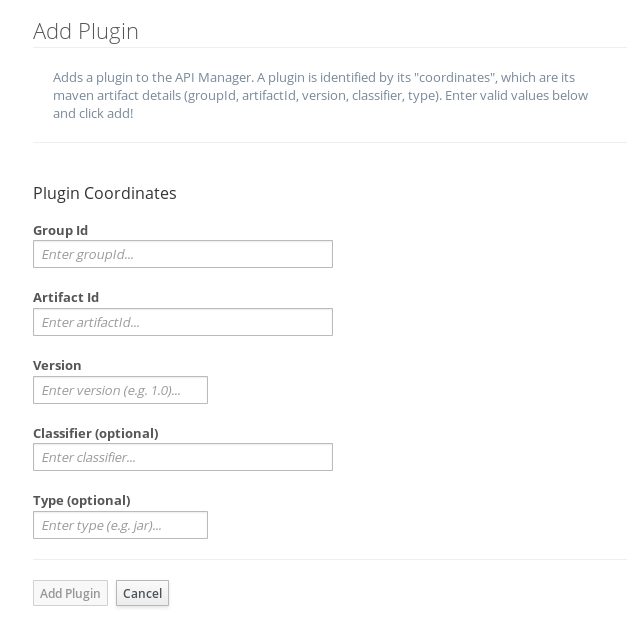 Add Plugin
Adds a plugin to the API Manager. A plugin is identified by its "coordinates", which are its
maven artifact details (groupId, artifactId, version, classifier, type). Enter valid values below
and click add!
Plugin Coordinates
Group Id
Enter groupId...
Artifact Id
Enter artifactId...
Version
Enter version (e.g. 1.0)...
Classifier (optional)
Enter classifier...
Type (optional)
Enter type (e.g. jar)...
Add Plugin Cancel